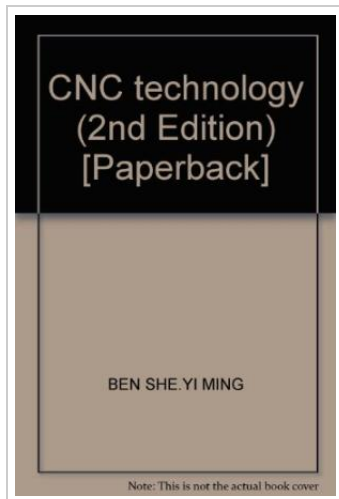 CNC technology
(2nd Edition)
[Paperback]
BEN SHE.YI MING
Note: This is not the actual book cover